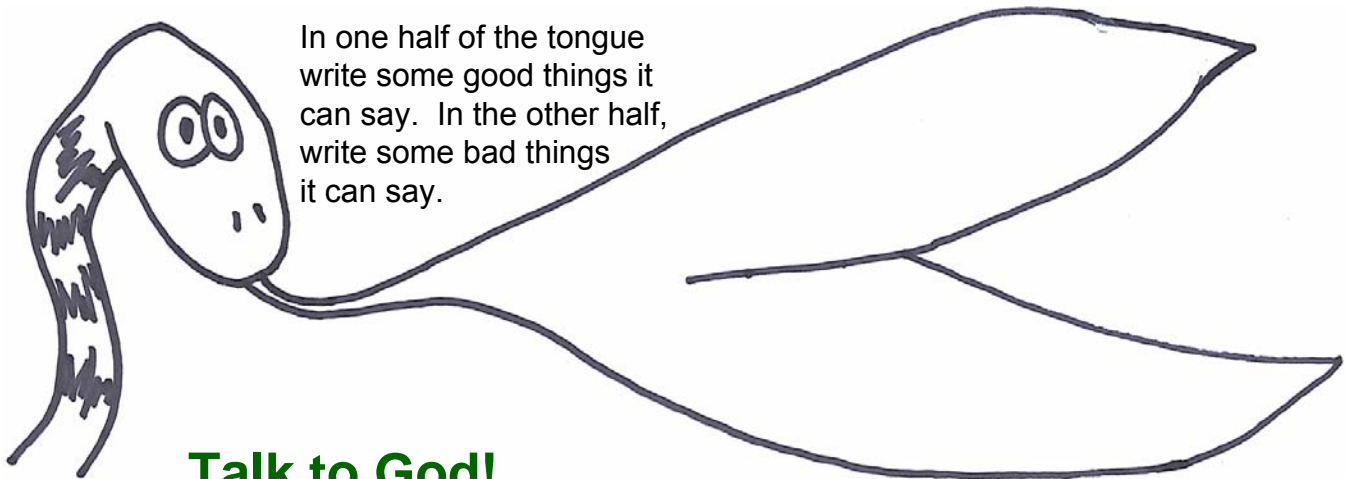 In one half of the tongue
write some good things it
can say.  In the other half,
write some bad things
it can say.
Talk to God!